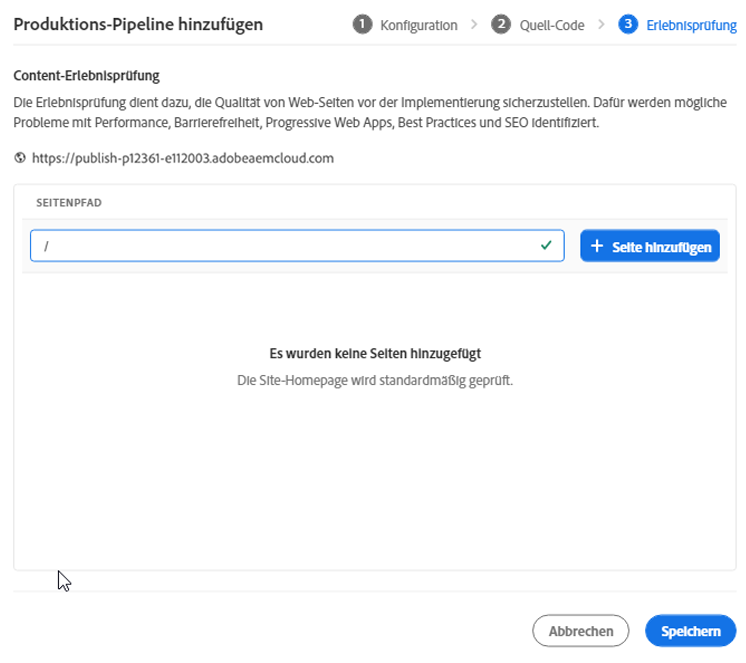 Produktions-Pipeline hinzufügen
1 Konfiguration > 2 Quell-Code > 3 Erlebnisprüfung
Content-Erlebnisprüfung
Die Erlebnisprüfung dient dazu, die Qualität von Web-Seiten vor der Implementierung sicherzustellen. Dafür werden mögliche
Probleme mit Performance, Barrierefreiheit, Progressive Web Apps, Best Practices und SEO identifiziert.
https://publish-p12361-e112003.adobeaemcloud.com
SEITENPFAD
/
+ Seite hinzufügen
Es wurden keine Seiten hinzugefügt
Die Site-Homepage wird standardmäßig geprüft.
Abbrechen Speichern